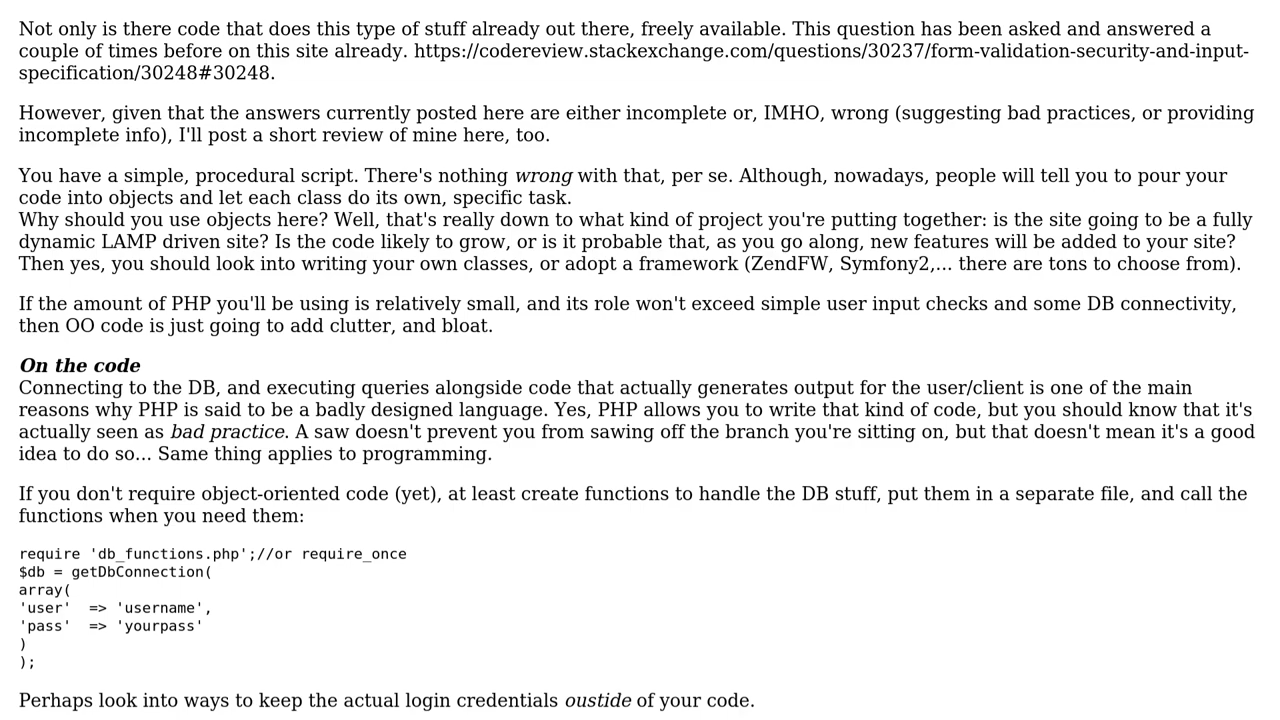 Not only is there code that does this type of stuff already out there, freely available. This question has been asked and answered a
couple of times before on this site already. https://codereview.stackexchange.com/questions/30237/form-validation-security-and-input-
specification/30248#30248.
However, given that the answers currently posted here are either incomplete or, IMHO, wrong (suggesting bad practices, or providing
incomplete info), I'll post a short review of mine here, too.
You have a simple, procedural script. There's nothing wrong with that, per se. Although, nowadays, people will tell you to pour your
code into objects and let each class do its own, specific task.
Why should you use objects here? Well, that's really down to what kind of project you're putting together: is the site going to be a fully
dynamic LAMP driven site? Is the code likely to grow, or is it probable that, as you go along, new features will be added to your site?
Then yes, you should look into writing your own classes, or adopt a framework (ZendFW, Symfony2,... there are tons to choose from).
If the amount of PHP you'll be using is relatively small, and its role won't exceed simple user input checks and some DB connectivity,
then OO code is just going to add clutter, and bloat.
On the code
Connecting to the DB, and executing queries alongside code that actually generates output for the user/client is one of the main
reasons why PHP is said to be a badly designed language. Yes, PHP allows you to write that kind of code, but you should know that it's
actually seen as bad practice. A saw doesn't prevent you from sawing off the branch you're sitting on, but that doesn't mean it's a good
idea to do so... Same thing applies to programming.
If you don't require object-oriented code (yet), at least create functions to handle the DB stuff, put them in a separate file, and call the
functions when you need them:
require 'db_functions.php';//or require_once
$db = getDbConnection(
array(
'user'  => 'username',
'pass'  => 'yourpass'
)
);
Perhaps look into ways to keep the actual login credentials oustide of your code.